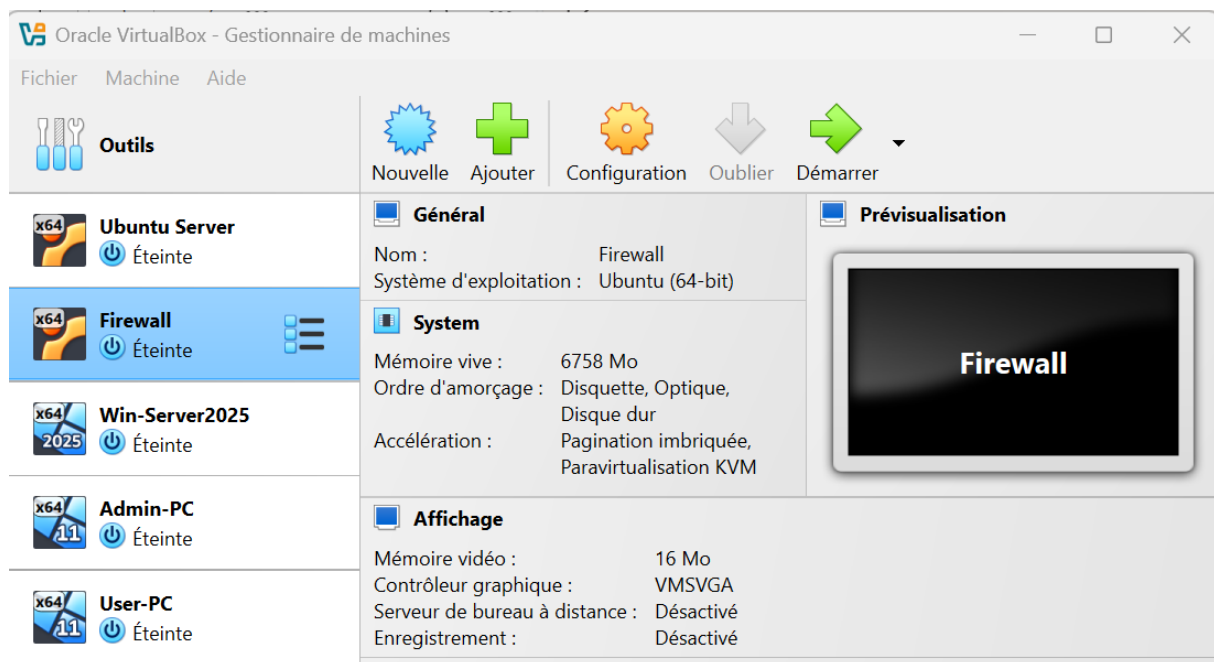 Oracle VirtualBox - Gestionnaire de machines
Fichier Machine Aide
Outils
Nouvelle Ajouter Configuration Oublier Démarrer
x64 Ubuntu Server
Éteinte
x64 Firewall
Éteinte
x64 2025 Win-Server2025
Éteinte
x64 11 Admin-PC
Éteinte
x64 11 User-PC
Éteinte
Général
Nom : Firewall
Système d'exploitation : Ubuntu (64-bit)
System
Mémoire vive : 6758 Mo
Ordre d'amorçage : Disquette, Optique,
Disque dur
Accélération : Pagination imbriquée,
Paravirtualisation KVM
Prévisualisation
Firewall
Affichage
Mémoire vidéo : 16 Mo
Contrôleur graphique : VMSVGA
Serveur de bureau à distance : Désactivé
Enregistrement : Désactivé